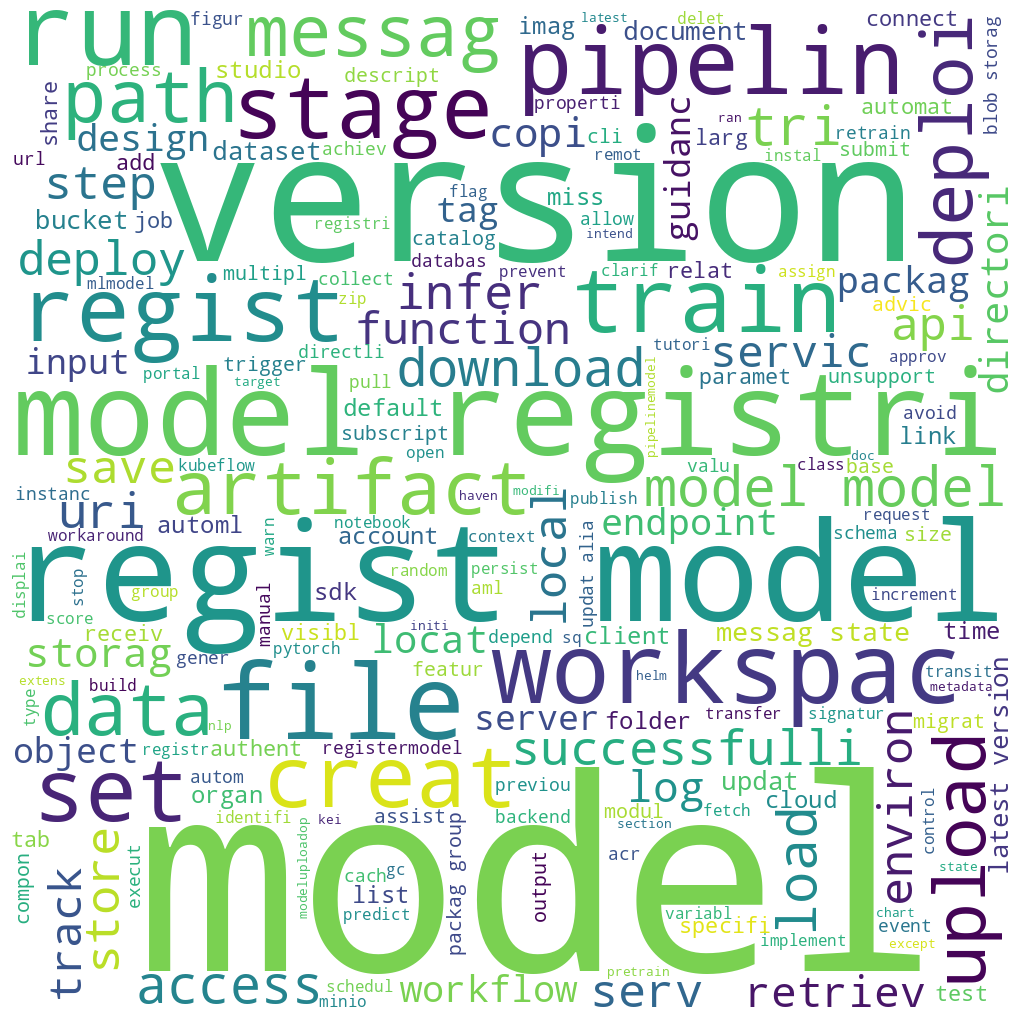 run
figur
messag
imag
latest
delet
document
connect
deploi
blob storag
process
studio
descript
pipelin
share
path
stage
properti
ran
tri
automat
design
dataset
achiev
copi
cli
remot
guidanc
larg
instal
retrain
submit
url
add
step
version
flag
tag
miss
allow
intend
bucket
job
registri
catalog
databas
deploy
multipl
collect
prevent
clarif
relat
assign
packag
directori
mlmodel
zip
infer
train
advic
regist
function
api
input
trigger
directli
download
tutori
servic
approv
portal
target
pull
paramet
unsupport
model registri
default
pipelinemodel
avoid
subscript
open
link
save
kubeflow
artifact
haven
modifi
valu
class
doc
base
instanc
publish
model model
uri
automl
notebook
local
endpoint
request
workaround
warn
account
context
updat alia
schema
size
regist model
displai
stop
group
sdk
random
persist
aml
increment
score
manual
initi
receiv
visibl
pytorch
locat
depend
sq
client
messag state
time
storag
gener
featur
workspac
helm
transit
metadata
extens
type
build
data
nlp
file
server
folder
transfer
signatur
migrat
latest version
object
registr
authent
registermodel
successfulli
environ
upload
set
autom
creat
previou
log
updat
cloud
organ
identifi
kei
assist
backend
modul
fetch
section
control
tab
store
execut
modeluploadop
model
cach
gc
list
predict
packag group
output
acr
load
state
compon
track
variabl
specifi
implement
chart
event
except
access
schedul
minio
workflow
pretrain
serv
retriev
test